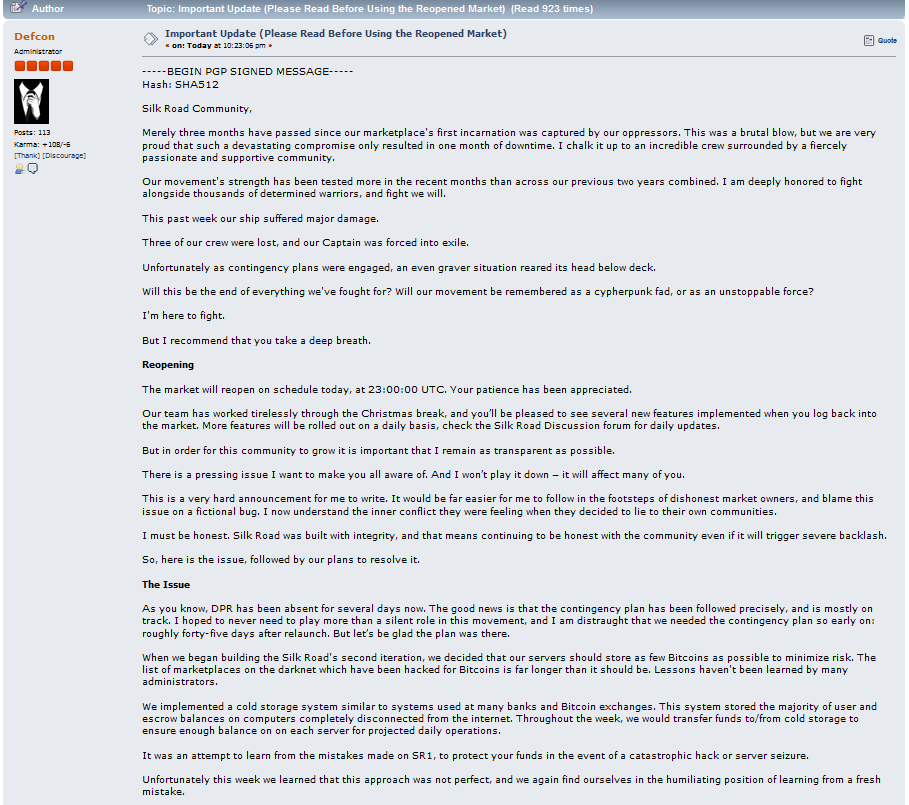 Author
Topic: Important Update (Please Read Before Using the Reopened Market)  (Read 923 times)
Defcon
Administrator
Posts: 113
Karma: +108/-6
[Thank] [Discourage]
Important Update (Please Read Before Using the Reopened Market)
« on: Today at 10:23:06 pm »
Quote
-----BEGIN PGP SIGNED MESSAGE-----
Hash: SHA512
Silk Road Community,
Merely three months have passed since our marketplace's first incarnation was captured by our oppressors. This was a brutal blow, but we are very
proud that such a devastating compromise only resulted in one month of downtime. I chalk it up to an incredible crew surrounded by a fiercely
passionate and supportive community.
Our movement's strength has been tested more in the recent months than across our previous two years combined. I am deeply honored to fight
alongside thousands of determined warriors, and fight we will.
This past week our ship suffered major damage.
Three of our crew were lost, and our Captain was forced into exile.
Unfortunately as contingency plans were engaged, an even graver situation reared its head below deck.
Will this be the end of everything we've fought for? Will our movement be remembered as a cypherpunk fad, or as an unstoppable force?
I'm here to fight.
But I recommend that you take a deep breath.
Reopening
The market will reopen on schedule today, at 23:00:00 UTC. Your patience has been appreciated.
Our team has worked tirelessly through the Christmas break, and you'll be pleased to see several new features implemented when you log back into
the market. More features will be rolled out on a daily basis, check the Silk Road Discussion forum for daily updates.
But in order for this community to grow it is important that I remain as transparent as possible.
There is a pressing issue I want to make you all aware of. And I won't play it down – it will affect many of you.
This is a very hard announcement for me to write. It would be far easier for me to follow in the footsteps of dishonest market owners, and blame this
issue on a fictional bug. I now understand the inner conflict they were feeling when they decided to lie to their own communities.
I must be honest. Silk Road was built with integrity, and that means continuing to be honest with the community even if it will trigger severe backlash.
So, here is the issue, followed by our plans to resolve it.
The Issue
As you know, DPR has been absent for several days now. The good news is that the contingency plan has been followed precisely, and is mostly on
track. I hoped to never need to play more than a silent role in this movement, and I am distraught that we needed the contingency plan so early on:
roughly forty-five days after relaunch. But let's be glad the plan was there.
When we began building the Silk Road's second iteration, we decided that our servers should store as few Bitcoins as possible to minimize risk. The
list of marketplaces on the darknet which have been hacked for Bitcoins is far longer than it should be. Lessons haven't been learned by many
administrators.
We implemented a cold storage system similar to systems used at many banks and Bitcoin exchanges. This system stored the majority of user and
escrow balances on computers completely disconnected from the internet. Throughout the week, we would transfer funds to/from cold storage to
ensure enough balance on on each server for projected daily operations.
It was an attempt to learn from the mistakes made on SR1, to protect your funds in the event of a catastrophic hack or server seizure.
Unfortunately this week we learned that this approach was not perfect, and we again find ourselves in the humiliating position of learning from a fresh
mistake.